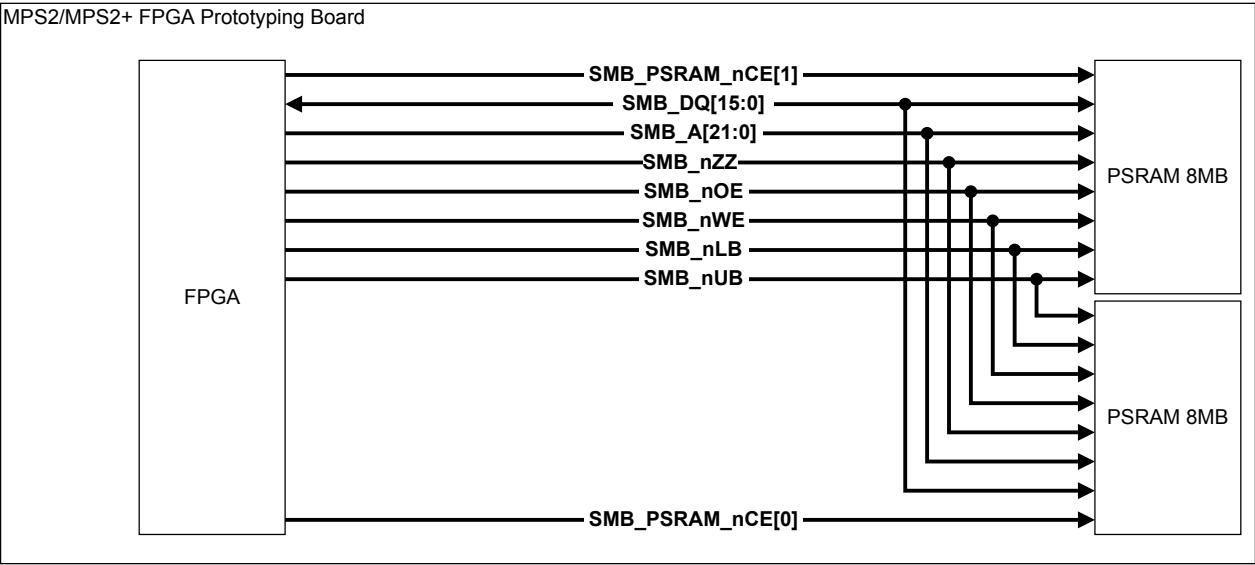 MPS2/MPS2+ FPGA Prototyping Board
SMB_PSRAM_nCE[1]
SMB_DQ[15:0]
SMB_A[21:0]
SMB_nZZ
SMB_nOE
SMB_nWE
SMB_nLB
SMB_nUB
FPGA
PSRAM 8MB
PSRAM 8MB
SMB_PSRAM_nCE[0]